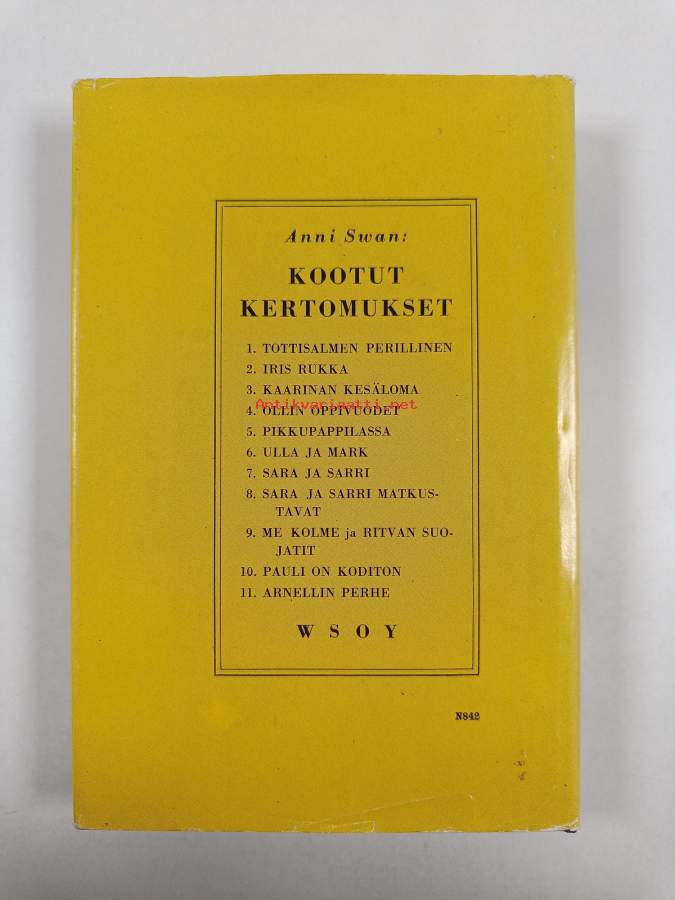 Anni Swan:
KOOTUT
KERTOMUKSET
1. TOTTISALMEN PERILLINEN
2. IRIS RUKKA
3. KAARINAN KESÄLOMA
Antikvariaatti.net
4. OLLIN OPPIVUODET
5. PIKKUPAPPILASSA
6. ULLA JA MARK
7. SARA JA SARRI
8. SARA JA SARRI MATKUS-
TAVAT
9. ME KOLME ja RITVAN SUO-
JATIT
10. PAULI ON KODITON
11. ARNELLIN PERHE
WSOY
N842